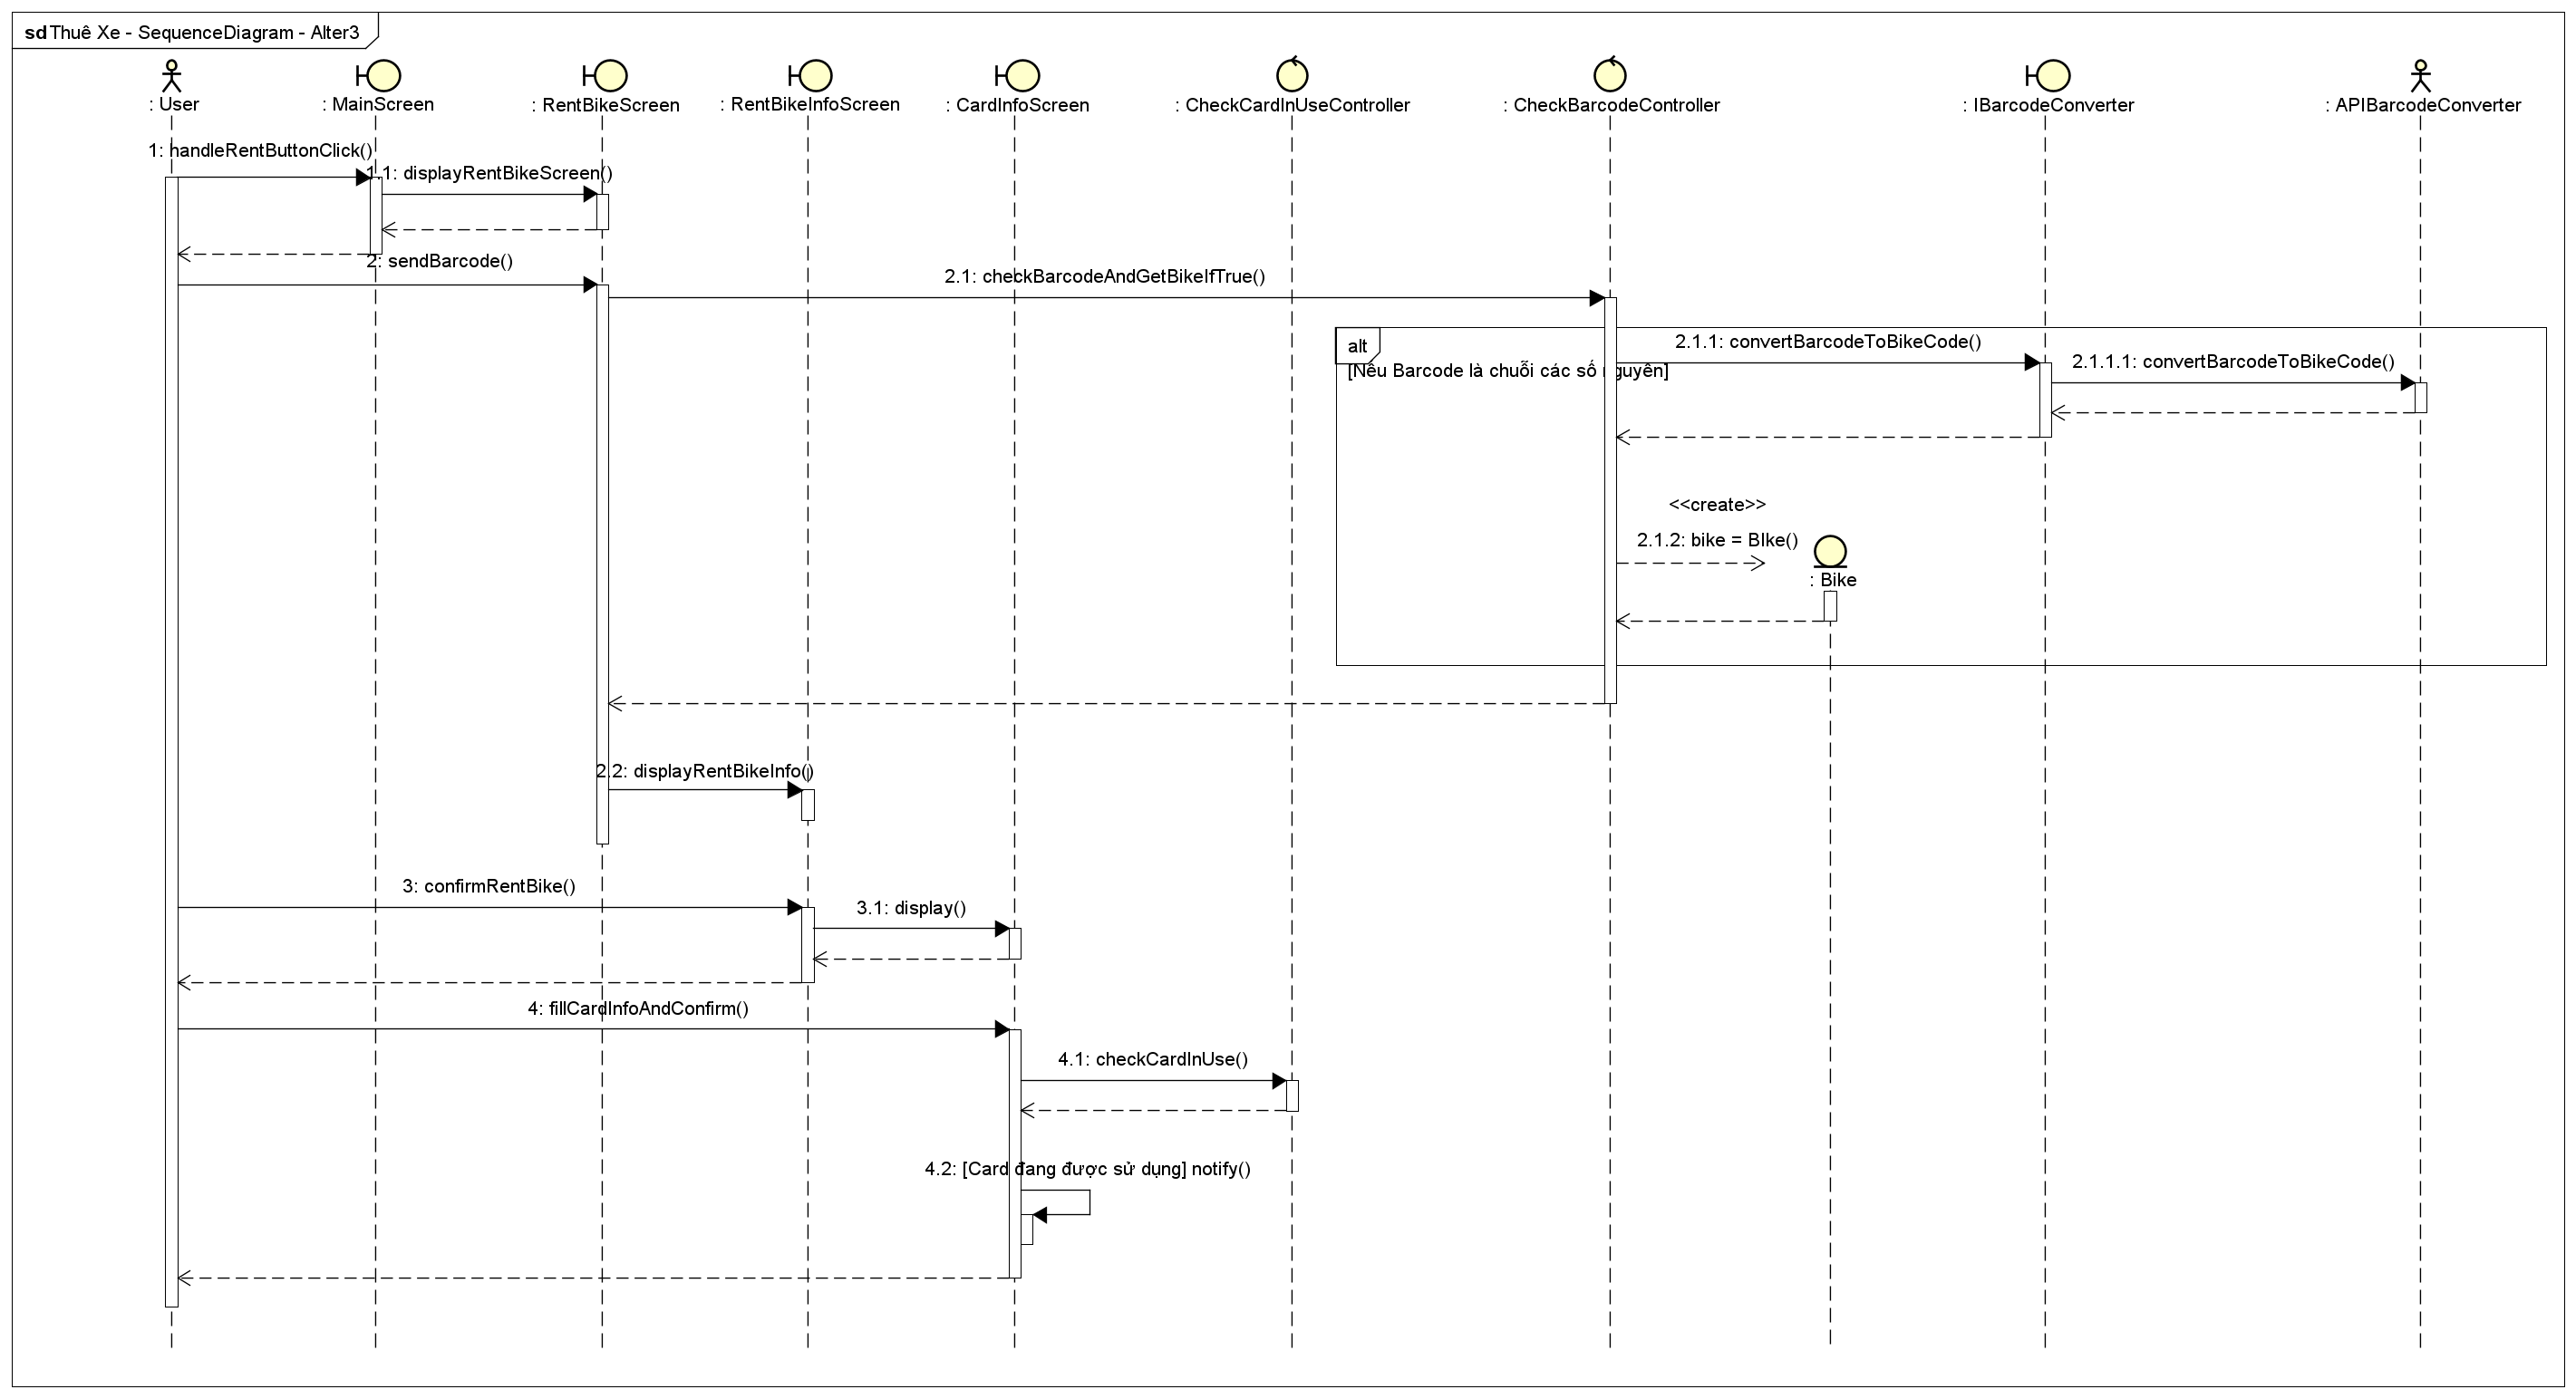 sd Thuê Xe - SequenceDiagram - Alter3
: User
: MainScreen
: RentBikeScreen
: RentBikeInfoScreen
: CardInfoScreen
: CheckCardInUseController
: CheckBarcodeController
: IBarcodeConverter
: APIBarcodeConverter
1: handleRentButtonClick()
1.1: displayRentBikeScreen()
2: sendBarcode()
2.1: checkBarcodeAndGetBikeIfTrue()
alt
[Nếu Barcode là chuỗi các số nguyên]
2.1.1: convertBarcodeToBikeCode()
2.1.1.1: convertBarcodeToBikeCode()
<<create>>
2.1.2: bike = BIke()
: Bike
2.2: displayRentBikeInfo()
3: confirmRentBike()
3.1: display()
4: fillCardInfoAndConfirm()
4.1: checkCardInUse()
4.2: [Card đang được sử dụng] notify()